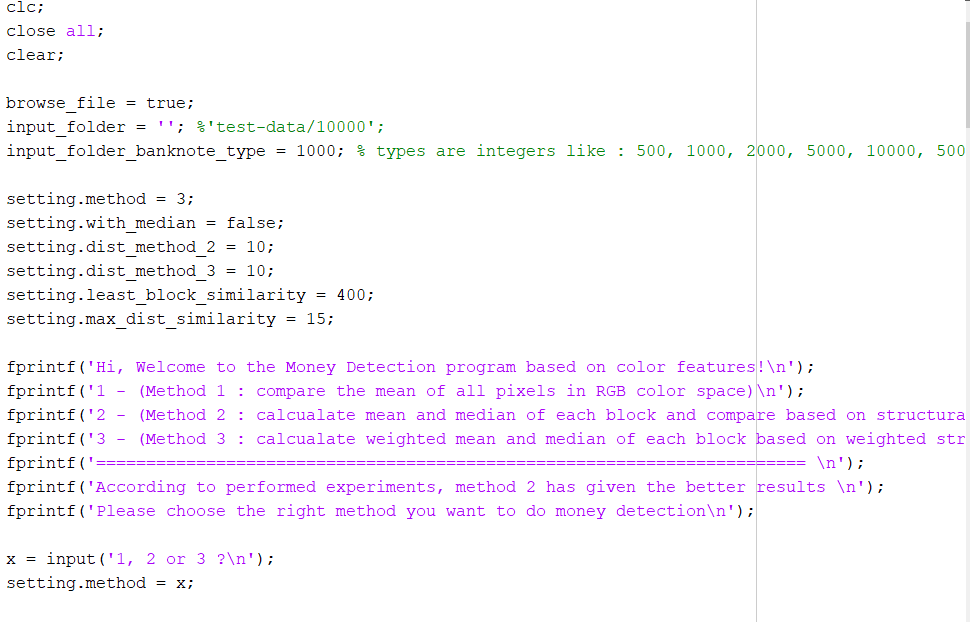 clc;
close all;
clear;
browse_file = true;
input_folder = ''; %'test-data/10000';
input_folder_banknote_type = 1000; % types are integers like : 500, 1000, 2000, 5000, 10000, 500
setting.method = 3;
setting.with_median = false;
setting.dist_method_2 = 10;
setting.dist_method_3 = 10;
setting.least_block_similarity = 400;
setting.max_dist_similarity = 15;
fprintf('Hi, Welcome to the Money Detection program based on color features!\n');
fprintf('1 - (Method 1 : compare the mean of all pixels in RGB color space)\n');
fprintf('2 - (Method 2 : calcualate mean and median of each block and compare based on structura
fprintf('3 - (Method 3 : calcualate weighted mean and median of each block based on weighted str
fprintf('======================================================================= \n');
fprintf('According to performed experiments, method 2 has given the better results \n');
fprintf('Please choose the right method you want to do money detection\n');
x = input('1, 2 or 3 ?\n');
setting.method = x;